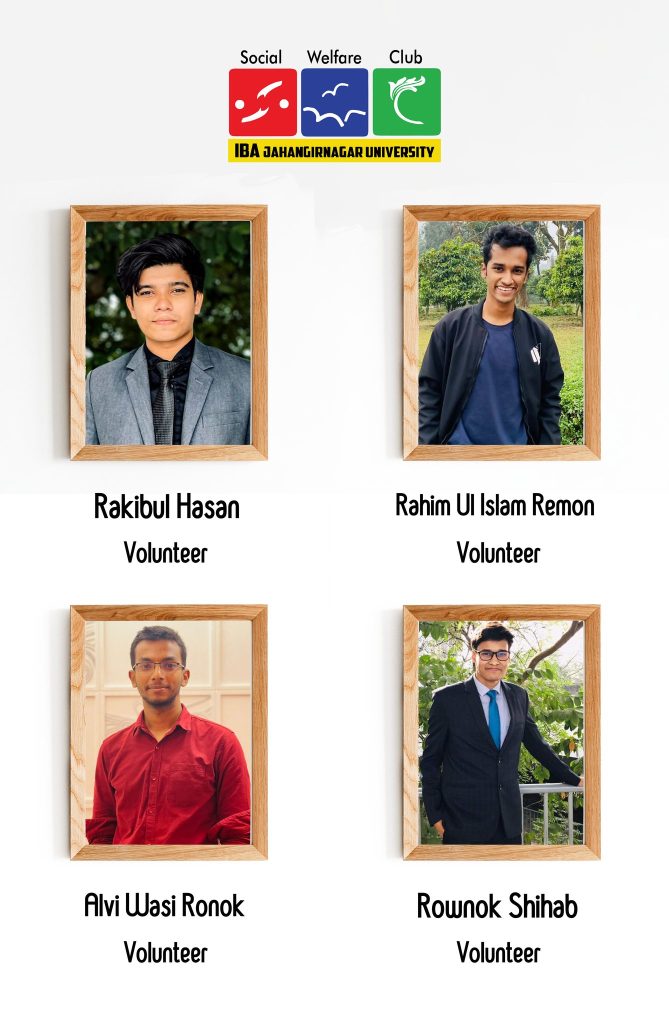 Social Welfare Club
IBA JAHANGIRNAGAR UNIVERSITY
Rakibul Hasan
Volunteer
Rahim Ul Islam Remon
Volunteer
Alvi Wasi Ronok
Volunteer
Rownok Shihab
Volunteer